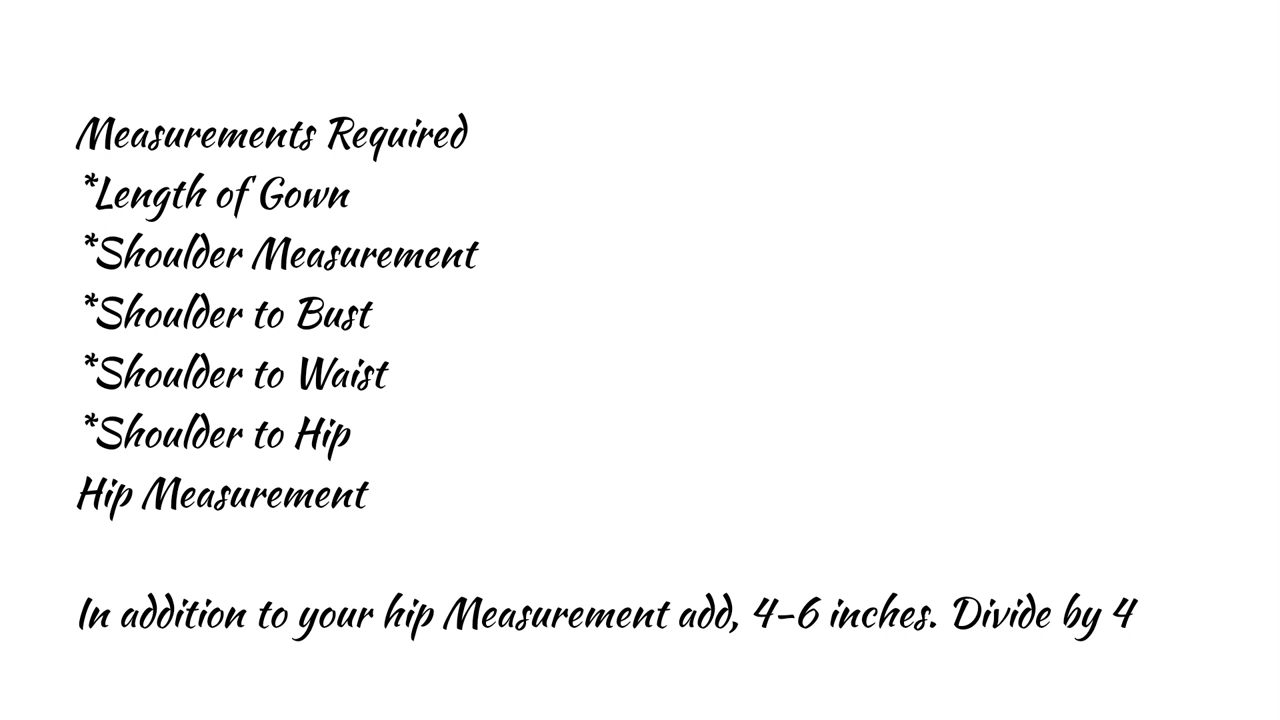 Measurements Required
*Length of Gown
*Shoulder Measurement
*Shoulder to Bust
*Shoulder to Waist
*Shoulder to Hip
Hip Measurement
In addition to your hip Measurement add, 4-6 inches. Divide by 4